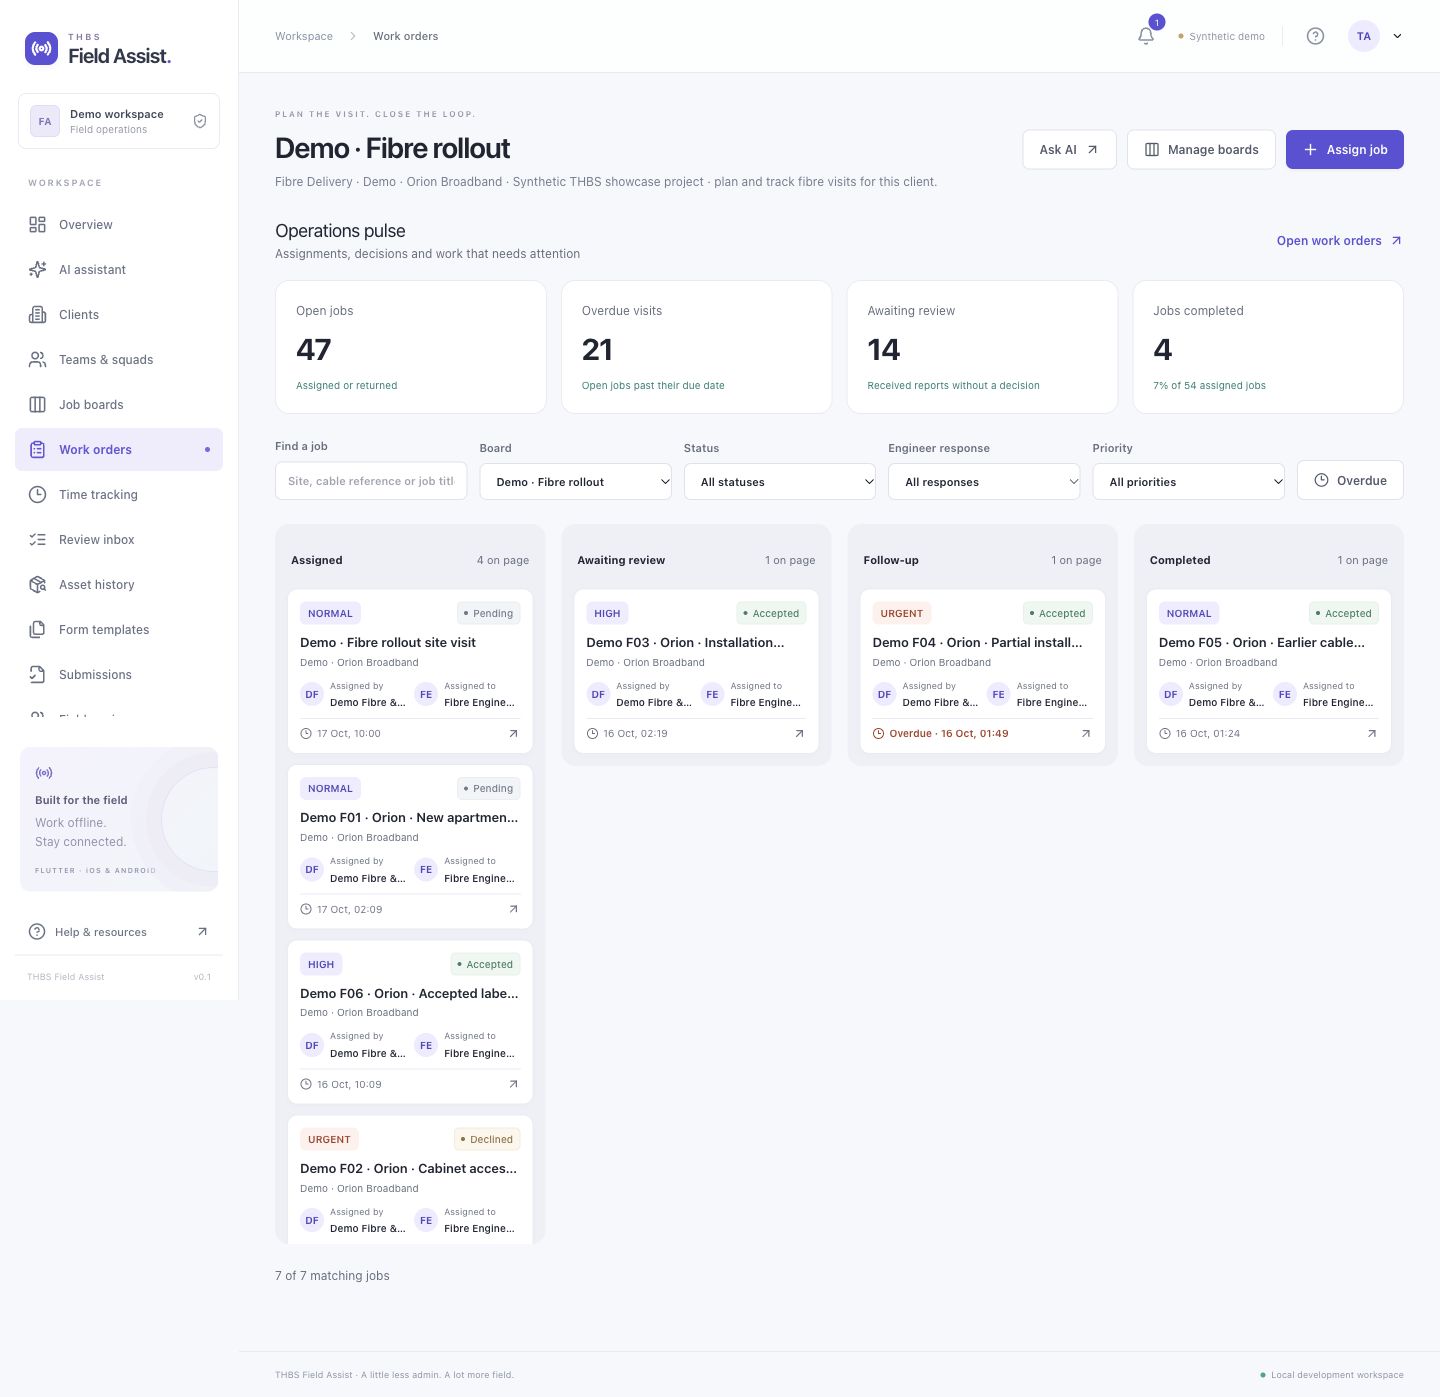 THBS
Field Assist.
FA
Demo workspace
Field operations
WORKSPACE
Overview
AI assistant
Clients
Teams & squads
Job boards
Work orders
Time tracking
Review inbox
Asset history
Form templates
Submissions
Built for the field
Work offline.
Stay connected.
FLUTTER · iOS & ANDROID
Help & resources
THBS Field Assist v0.1
Workspace Work orders
1
Synthetic demo
TA
PLAN THE VISIT. CLOSE THE LOOP.
Demo · Fibre rollout
Fibre Delivery · Demo · Orion Broadband · Synthetic THBS showcase project · plan and track fibre visits for this client.
Ask AI
Manage boards
Assign job
Operations pulse
Assignments, decisions and work that needs attention
Open work orders
Open jobs
47
Assigned or returned
Overdue visits
21
Open jobs past their due date
Awaiting review
14
Received reports without a decision
Jobs completed
4
7% of 54 assigned jobs
Find a job
Site, cable reference or job titl
Board
Demo · Fibre rollout
Status
All statuses
Engineer response
All responses
Priority
All priorities
Overdue
Assigned 4 on page
NORMAL Pending
Demo · Fibre rollout site visit
Demo · Orion Broadband
DF Assigned by FE Assigned to
Demo Fibre &... Fibre Engine...
17 Oct, 10:00
NORMAL Pending
Demo F01 · Orion · New apartmen...
Demo · Orion Broadband
DF Assigned by FE Assigned to
Demo Fibre &... Fibre Engine...
17 Oct, 02:09
HIGH Accepted
Demo F06 · Orion · Accepted labe...
Demo · Orion Broadband
DF Assigned by FE Assigned to
Demo Fibre &... Fibre Engine...
16 Oct, 10:09
URGENT Declined
Demo F02 · Orion · Cabinet acces...
Demo · Orion Broadband
DF Assigned by FE Assigned to
Demo Fibre &... Fibre Engine...
Awaiting review 1 on page
HIGH Accepted
Demo F03 · Orion · Installation...
Demo · Orion Broadband
DF Assigned by FE Assigned to
Demo Fibre &... Fibre Engine...
16 Oct, 02:19
Follow-up 1 on page
URGENT Accepted
Demo F04 · Orion · Partial install...
Demo · Orion Broadband
DF Assigned by FE Assigned to
Demo Fibre &... Fibre Engine...
Overdue · 16 Oct, 01:49
Completed 1 on page
NORMAL Accepted
Demo F05 · Orion · Earlier cable...
Demo · Orion Broadband
DF Assigned by FE Assigned to
Demo Fibre &... Fibre Engine...
16 Oct, 01:24
7 of 7 matching jobs
THBS Field Assist · A little less admin. A lot more field.
Local development workspace